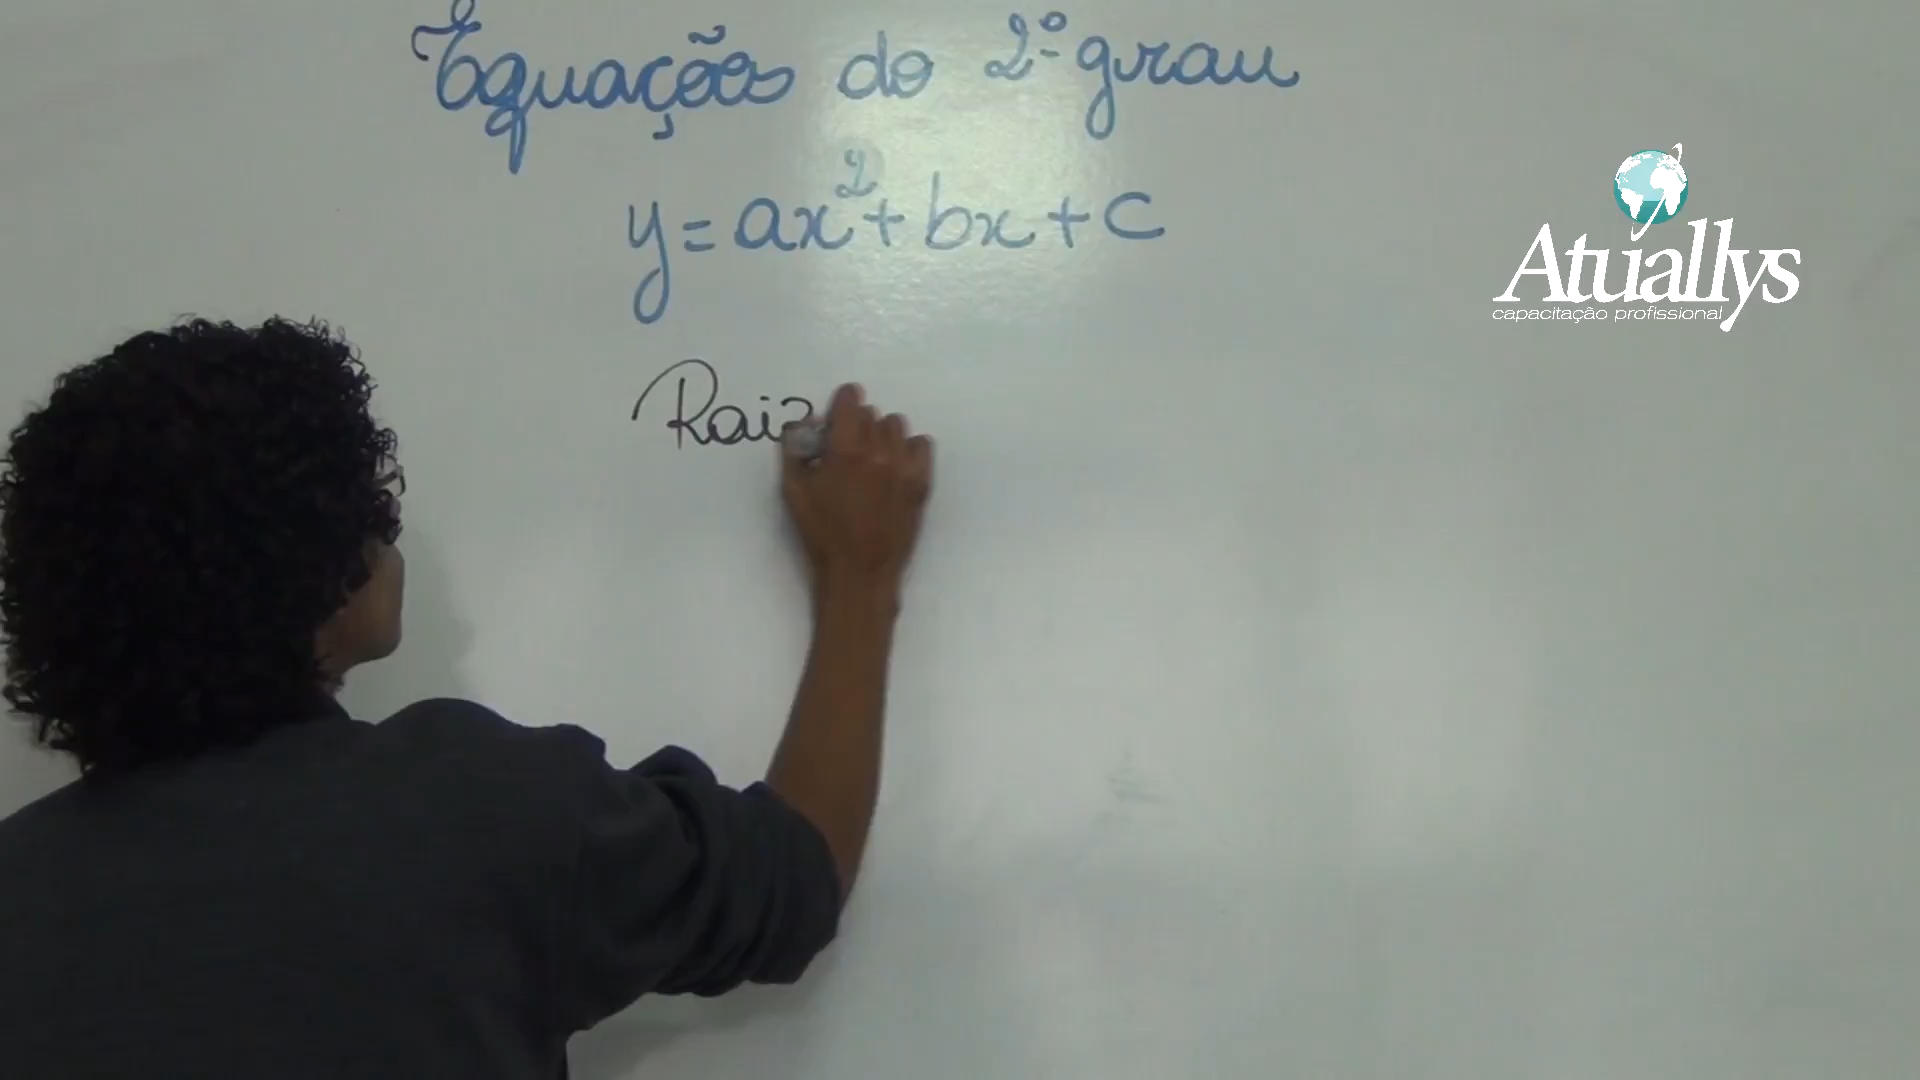 Equações do 2º grau
y = ax² + bx + c
Atuallys
capacitação profissional
Raiz